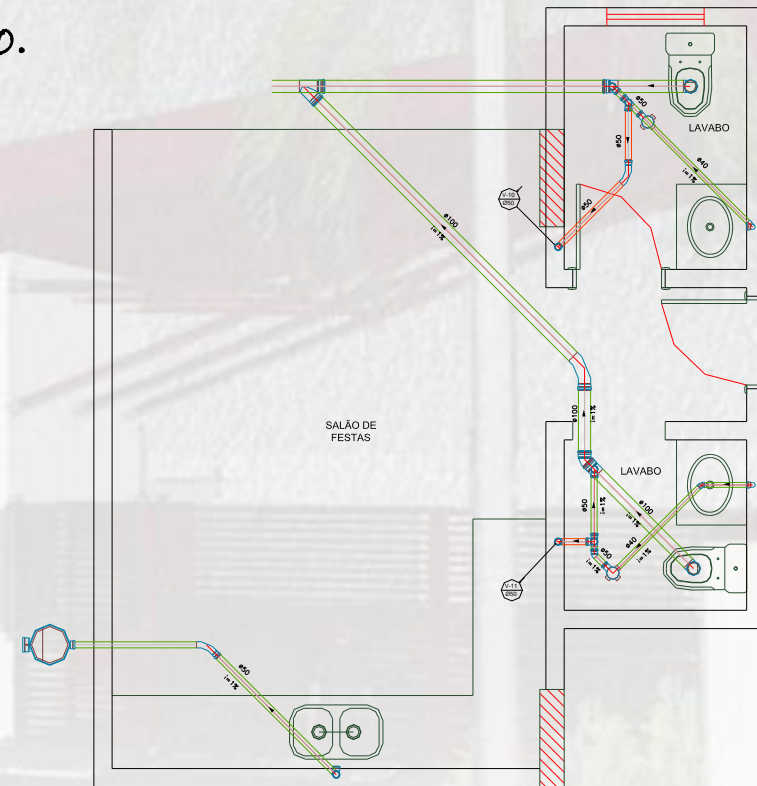 o.
LAVABO
ø50
ø50
ø40
i=1%
V-10
Ø50
ø50
ø100
i=1%
SALÃO DE
FESTAS
ø100
i=1%
LAVABO
ø100
i=1%
ø50
i=1%
ø40
i=1%
ø50
i=1%
V-11
Ø50
ø50
i=1%